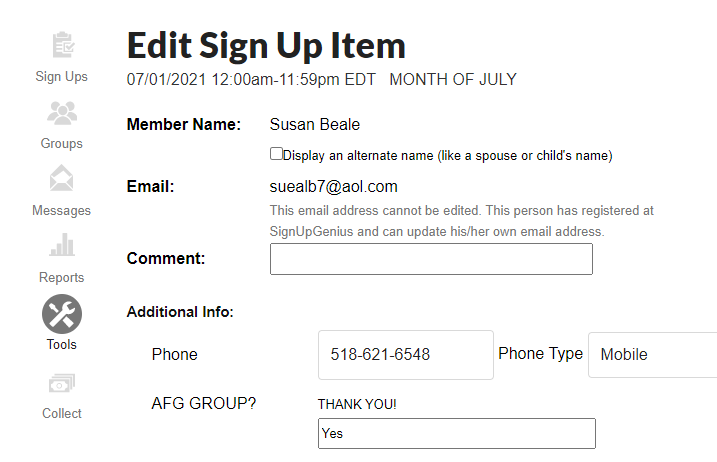 Edit Sign Up Item
07/01/2021 12:00am-11:59pm EDT MONTH OF JULY
Sign Ups
Groups
Messages
Reports
Tools
Collect
Member Name: Susan Beale
Display an alternate name (like a spouse or child's name)
Email: suealb7@aol.com
This email address cannot be edited. This person has registered at
SignUpGenius and can update his/her own email address.
Comment:
Additional Info:
Phone 518-621-6548 Phone Type Mobile
AFG GROUP? THANK YOU!
Yes